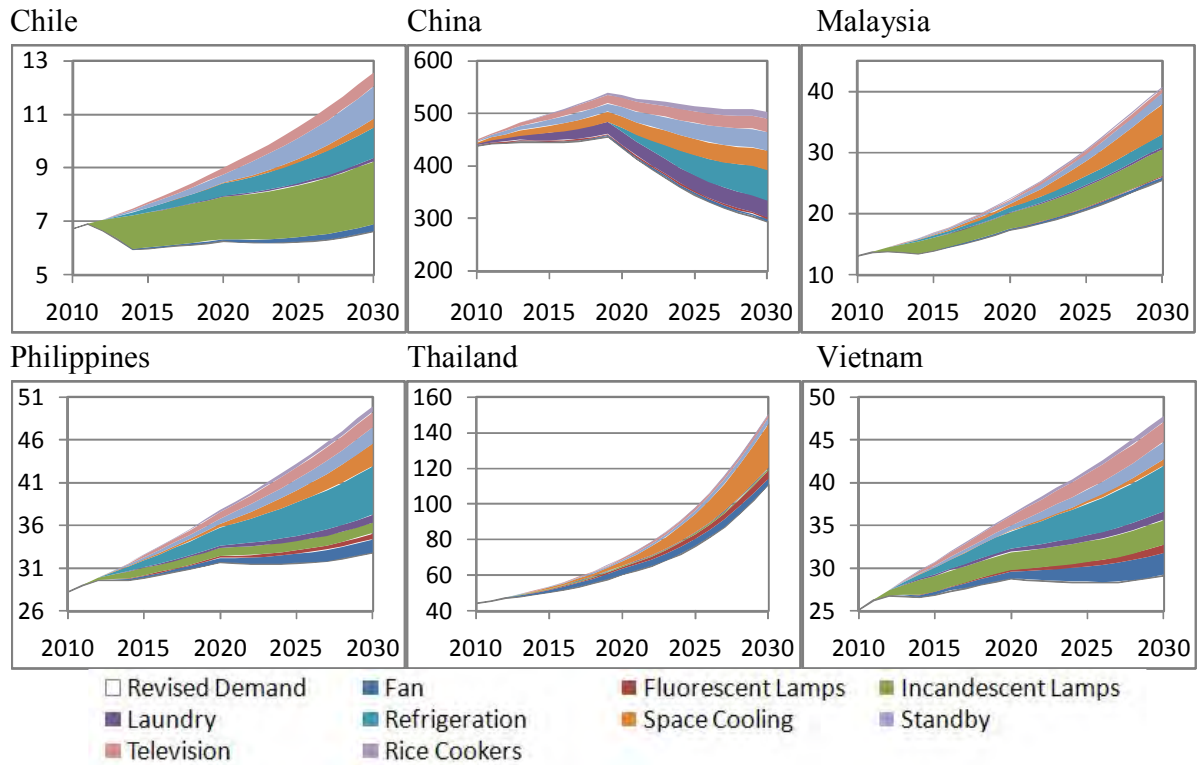 Chile
China
Malaysia
13
11
9
7
5
2010 2015 2020 2025 2030
600
500
400
300
200
2010 2015 2020 2025 2030
40
30
20
10
2010 2015 2020 2025 2030
Philippines
Thailand
Vietnam
51
46
41
36
31
26
2010 2015 2020 2025 2030
160
140
120
100
80
60
40
2010 2015 2020 2025 2030
50
45
40
35
30
25
2010 2015 2020 2025 2030
Revised Demand Fan Fluorescent Lamps Incandescent Lamps
Laundry Refrigeration Space Cooling Standby
Television Rice Cookers